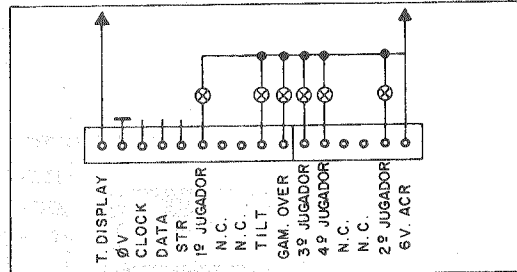 T. DISPLAY
ØV
CLOCK
DATA
STR
1º JUGADOR
N.C.
N.C.
TILT
GAM. OVER
3º JUGADOR
4º JUGADOR
N.C.
N.C.
2º JUGADOR
6V. ACR